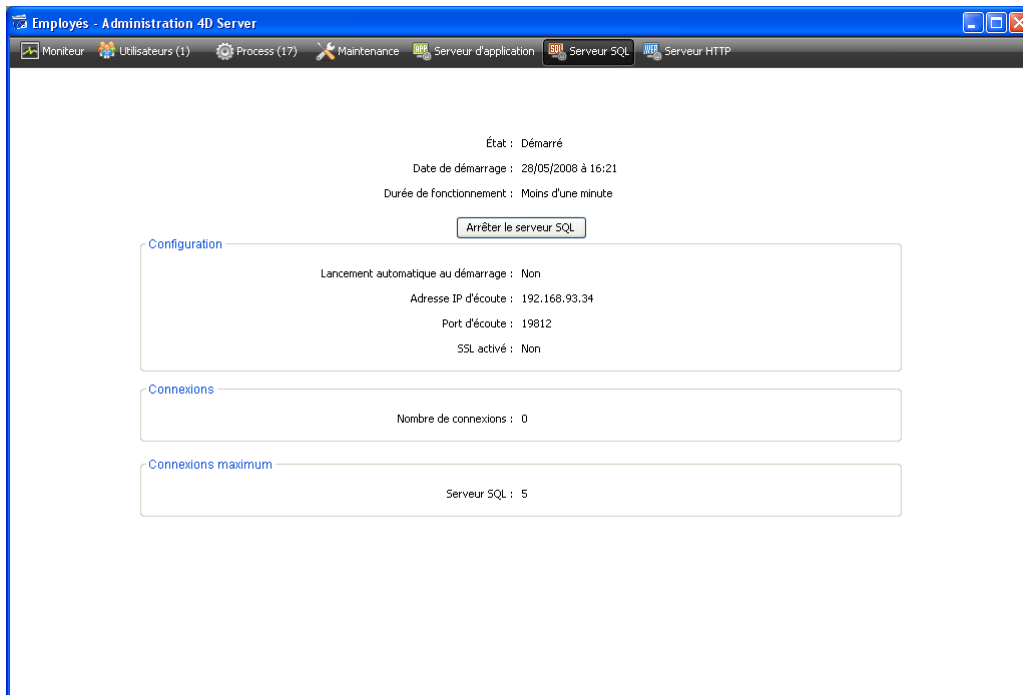 Employés - Administration 4D Server
Moniteur Utilisateurs (1) Process (17) Maintenance APP Serveur d'application SQL Serveur SQL WEB Serveur HTTP
État : Démarré
Date de démarrage : 28/05/2008 à 16:21
Durée de fonctionnement : Moins d'une minute
Arrêter le serveur SQL
Configuration
Lancement automatique au démarrage : Non
Adresse IP d'écoute : 192.168.93.34
Port d'écoute : 19812
SSL activé : Non
Connexions
Nombre de connexions : 0
Connexions maximum
Serveur SQL : 5